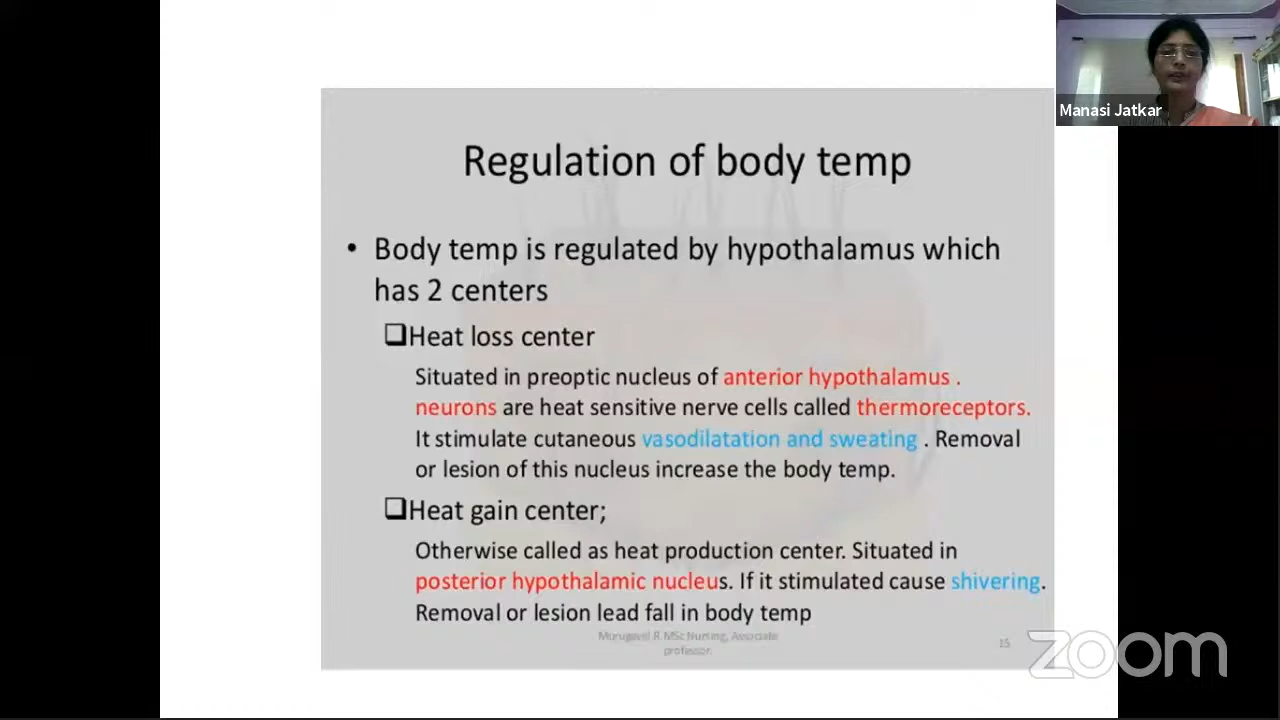 Manasi Jatkar
Regulation of body temp
• Body temp is regulated by hypothalamus which
has 2 centers
❑Heat loss center
Situated in preoptic nucleus of anterior hypothalamus .
neurons are heat sensitive nerve cells called thermoreceptors.
It stimulate cutaneous vasodilatation and sweating . Removal
or lesion of this nucleus increase the body temp.
❑Heat gain center;
Otherwise called as heat production center. Situated in
posterior hypothalamic nucleus. If it stimulated cause shivering.
Removal or lesion lead fall in body temp
Murugavel R MSc Nursing, Associate
professor.
15
zoom